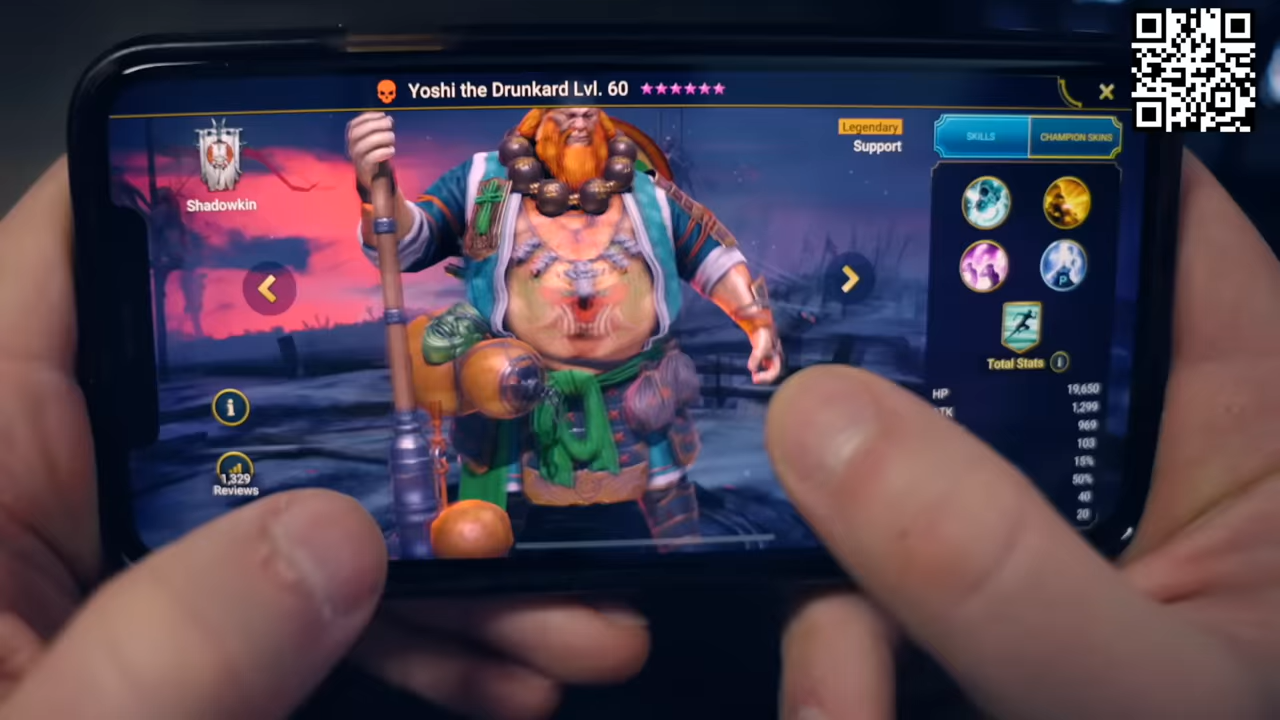 Yoshi the Drunkard Lvl. 60
Shadowkin
Legendary
Support
SKILLS
CHAMPION SKINS
P
Total Stats
i
HP 19,650
ATK 1,299
969
103
15%
50%
40
20
i
1,329
Reviews